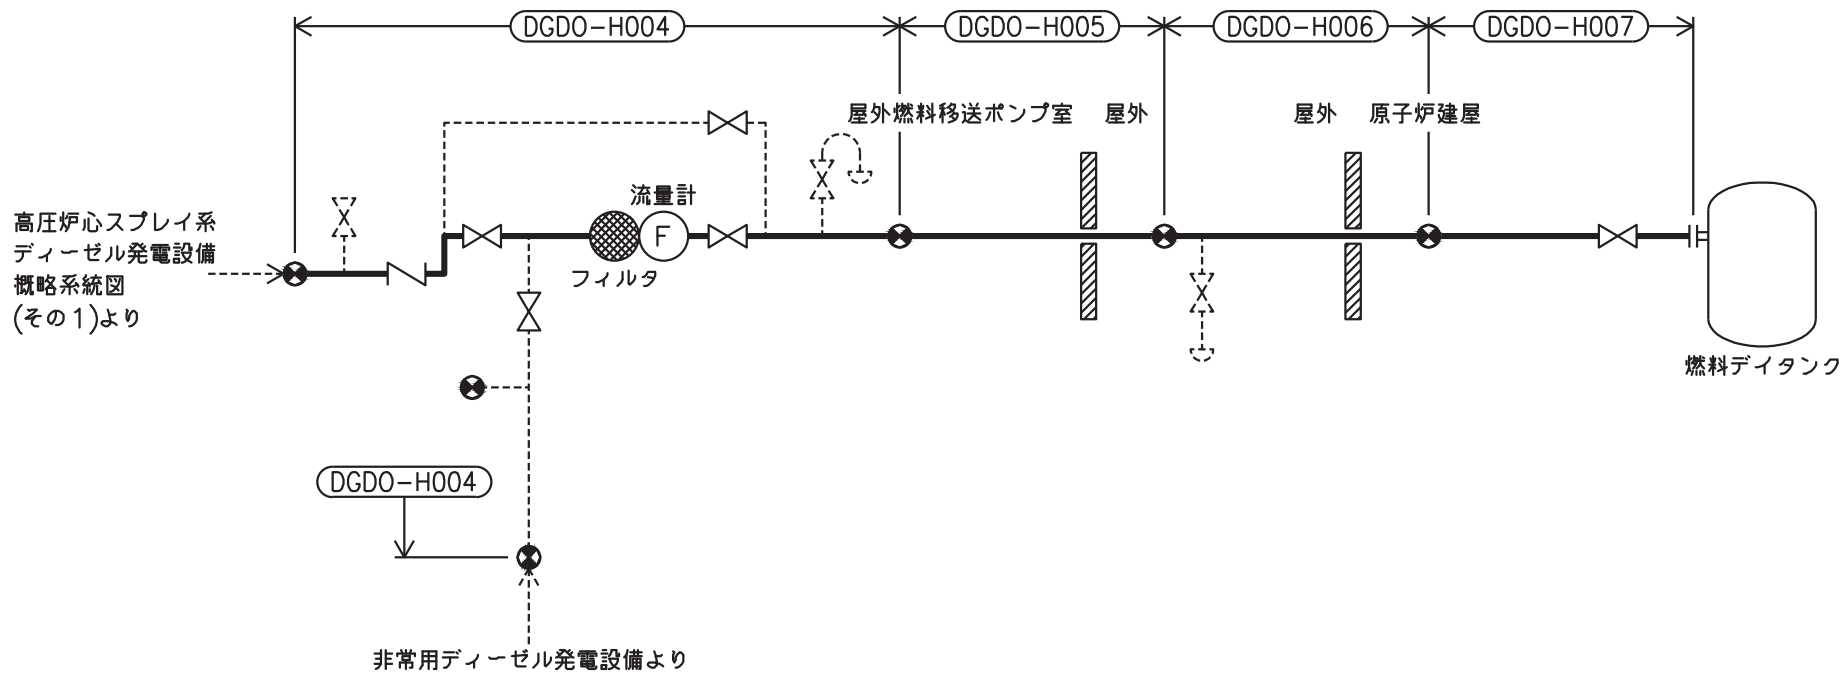 DGDO-H004
DGDO-H005
DGDO-H006
DGDO-H007
屋外燃料移送ポンプ室
屋外
屋外
原子炉建屋
高圧炉心スプレイ系
ディーゼル発電設備
概略系統図
(その1)より
流量計
F
フィルタ
燃料デイタンク
DGDO-H004
非常用ディーゼル発電設備より